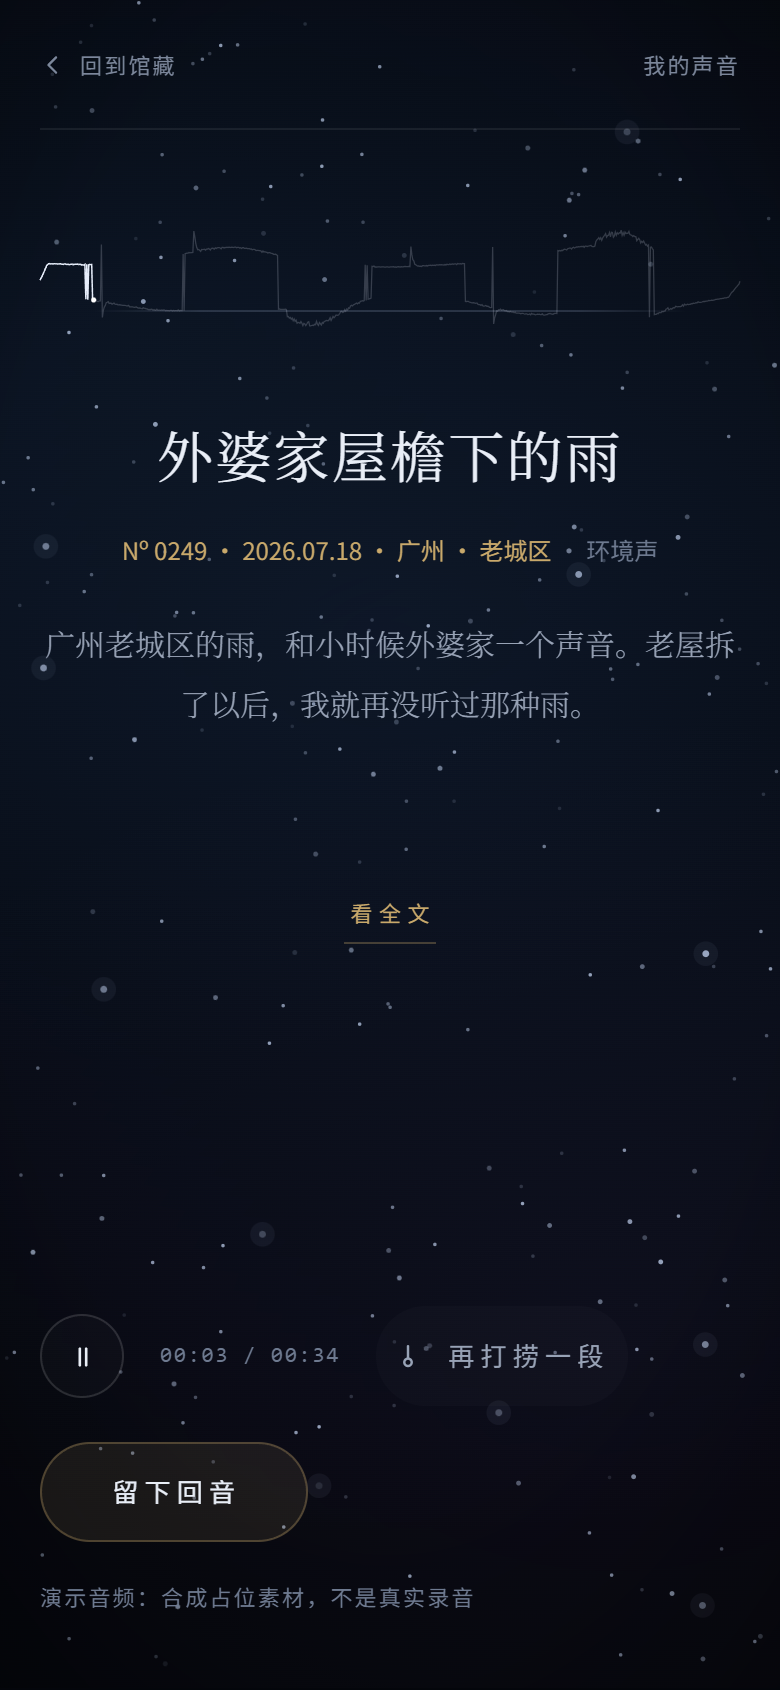 回到馆藏
我的声音
外婆家屋檐下的雨
Nº 0249 · 2026.07.18 · 广州 · 老城区 · 环境声
广州老城区的雨，和小时候外婆家一个声音。老屋拆
了以后，我就再没听过那种雨。
看全文
00:03 / 00:34
再打捞一段
留下回音
演示音频：合成占位素材，不是真实录音